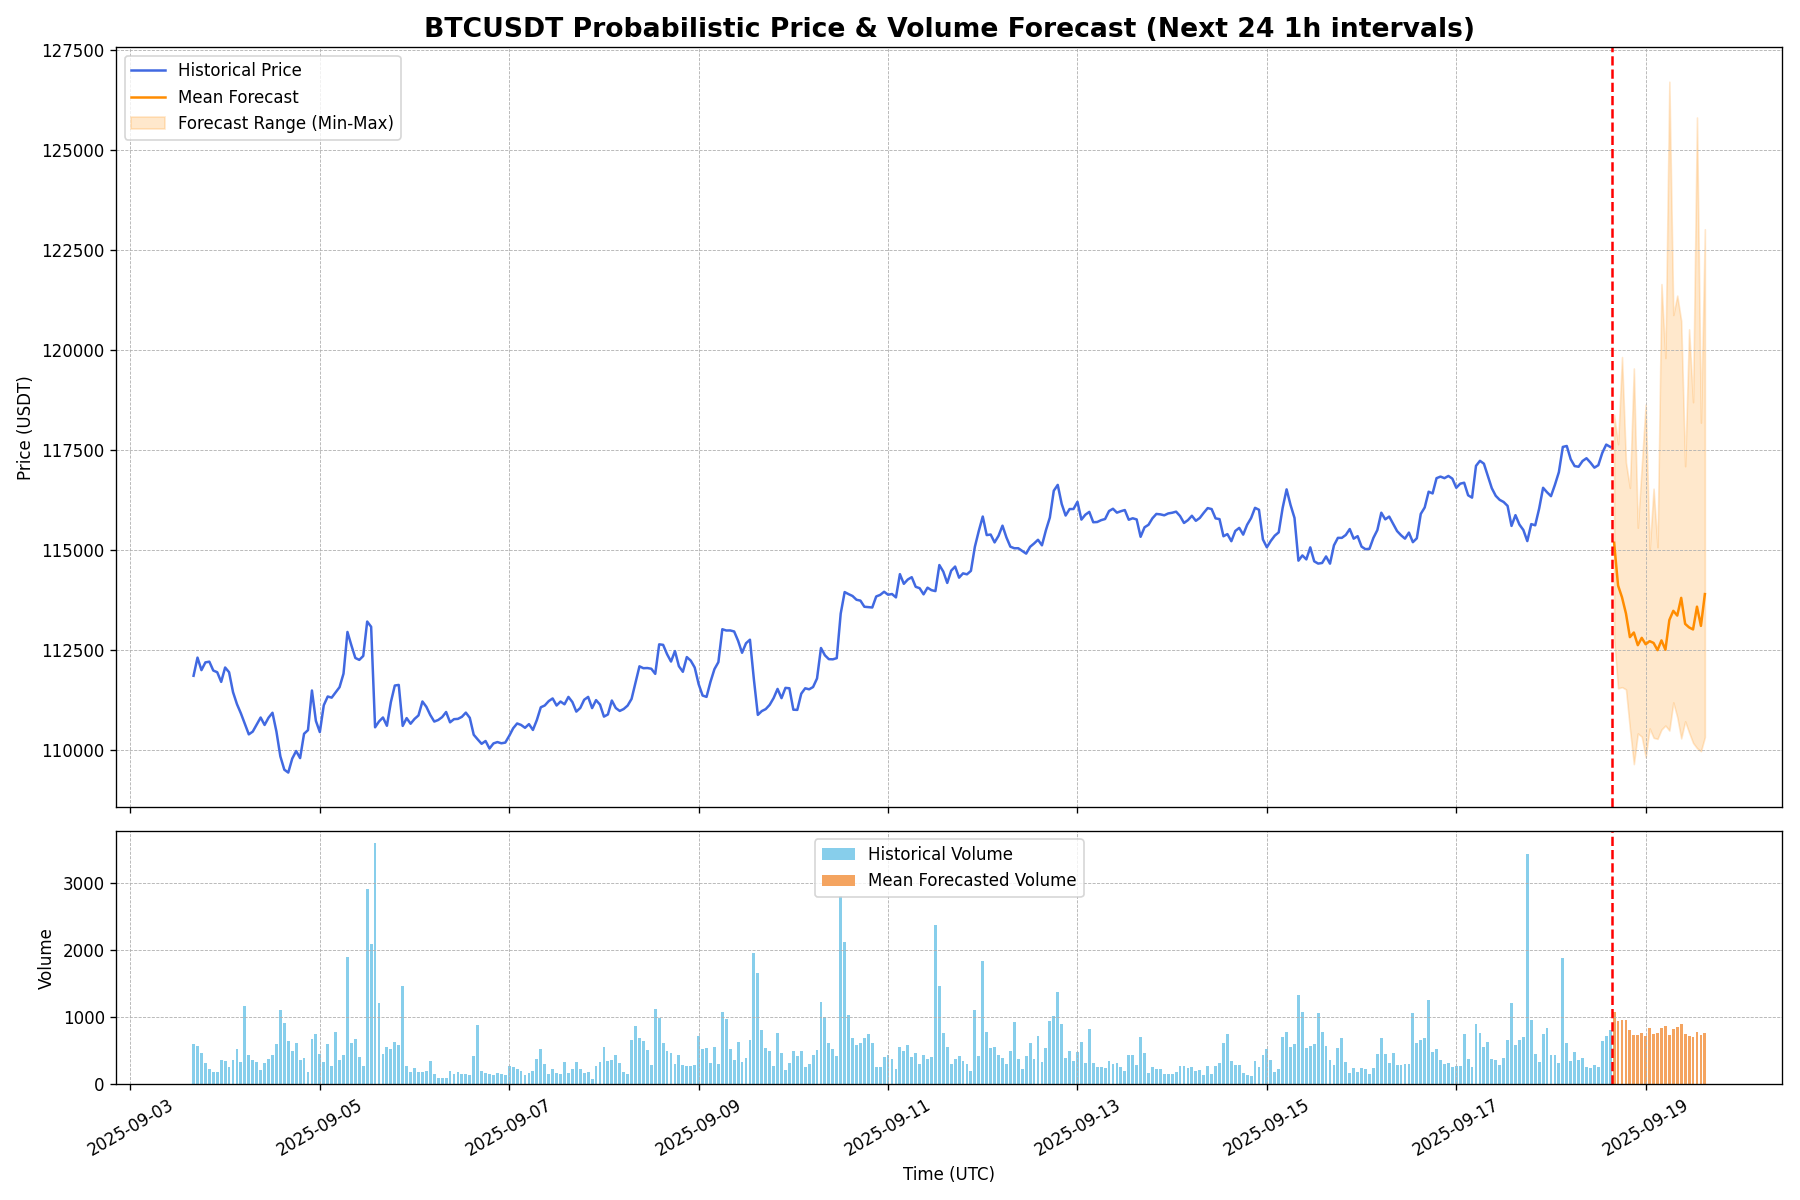 BTCUSDT Probabilistic Price & Volume Forecast (Next 24 1h intervals)
Historical Price
Mean Forecast
Forecast Range (Min-Max)
Price (USDT)
127500
125000
122500
120000
117500
115000
112500
110000
Historical Volume
Mean Forecasted Volume
Volume
3000
2000
1000
0
2025-09-03
2025-09-05
2025-09-07
2025-09-09
2025-09-11
2025-09-13
2025-09-15
2025-09-17
2025-09-19
Time (UTC)